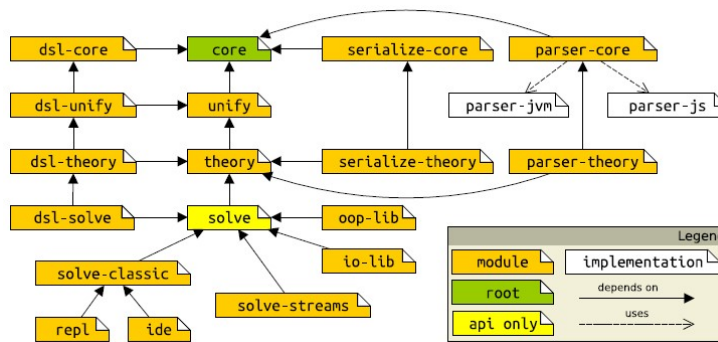 dsl-core
core
serialize-core
parser-core
dsl-unify
unify
parser-jvm
parser-js
dsl-theory
theory
serialize-theory
parser-theory
dsl-solve
solve
oop-lib
solve-classic
io-lib
solve-streams
repl
ide
Legen
module
implementation
root
depends on
api only
uses